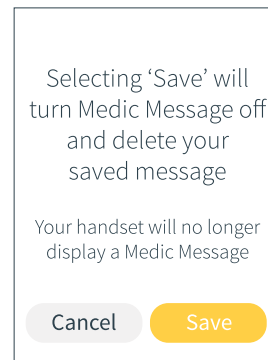 Selecting ‘Save’ will
turn Medic Message off
and delete your
saved message
Your handset will no longer
display a Medic Message
Cancel
Save